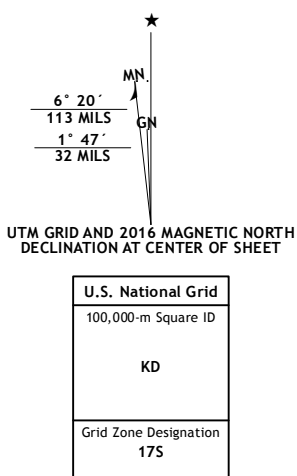 ★
MN
GN
6° 20´
113 MILS
1° 47´
32 MILS
UTM GRID AND 2016 MAGNETIC NORTH
DECLINATION AT CENTER OF SHEET
U.S. National Grid
100,000-m Square ID
KD
Grid Zone Designation
17S